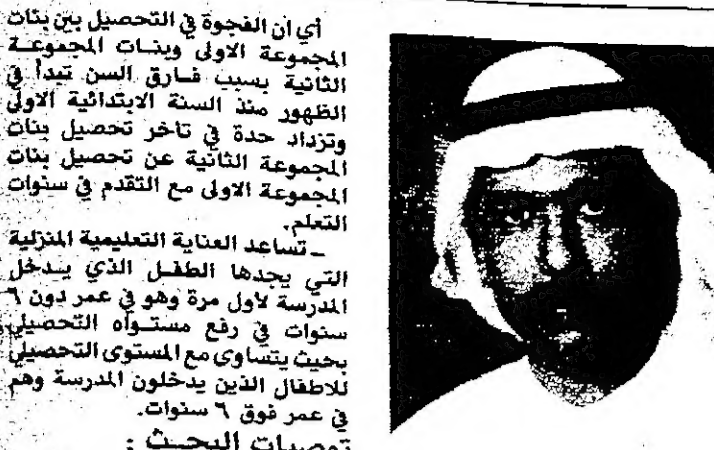 أي ان الفجوة في التحصيل بين بنات
المجموعة الاولى وبنات المجموعة
الثانية بسبب فارق السن تبدأ في
الظهور منذ السنة الابتدائية الاولى
وتزداد حدة في تأخر تحصيل بنات
المجموعة الثانية عن تحصيل بنات
المجموعة الاولى مع التقدم في سنوات
التعلم.
ـ تساعد العناية التعليمية المنزلية
التي يجدها الطفل الذي يدخل
المدرسة لأول مرة وهو في عمر دون ٦
سنوات في رفع مستواه التحصيلي
بحيث يتساوى مع المستوى التحصيلي
للاطفال الذين يدخلون المدرسة وهم
في عمر فوق ٦ سنوات.
توصيات البحث :